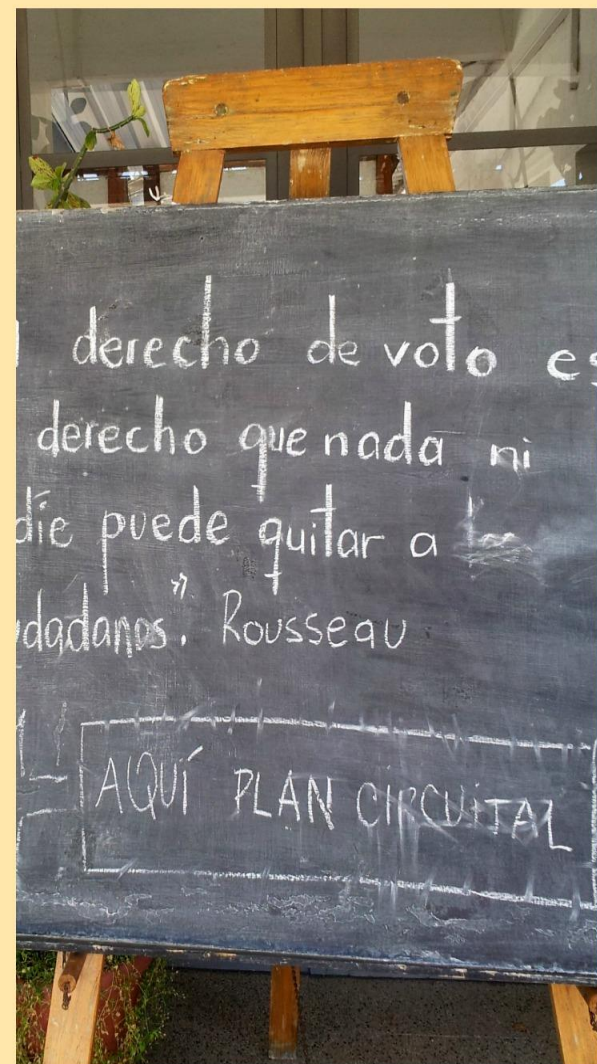 derecho de voto es
derecho que nada ni
die puede quitar a
dadanos". Rousseau
AQUÍ PLAN CIRCUITAL